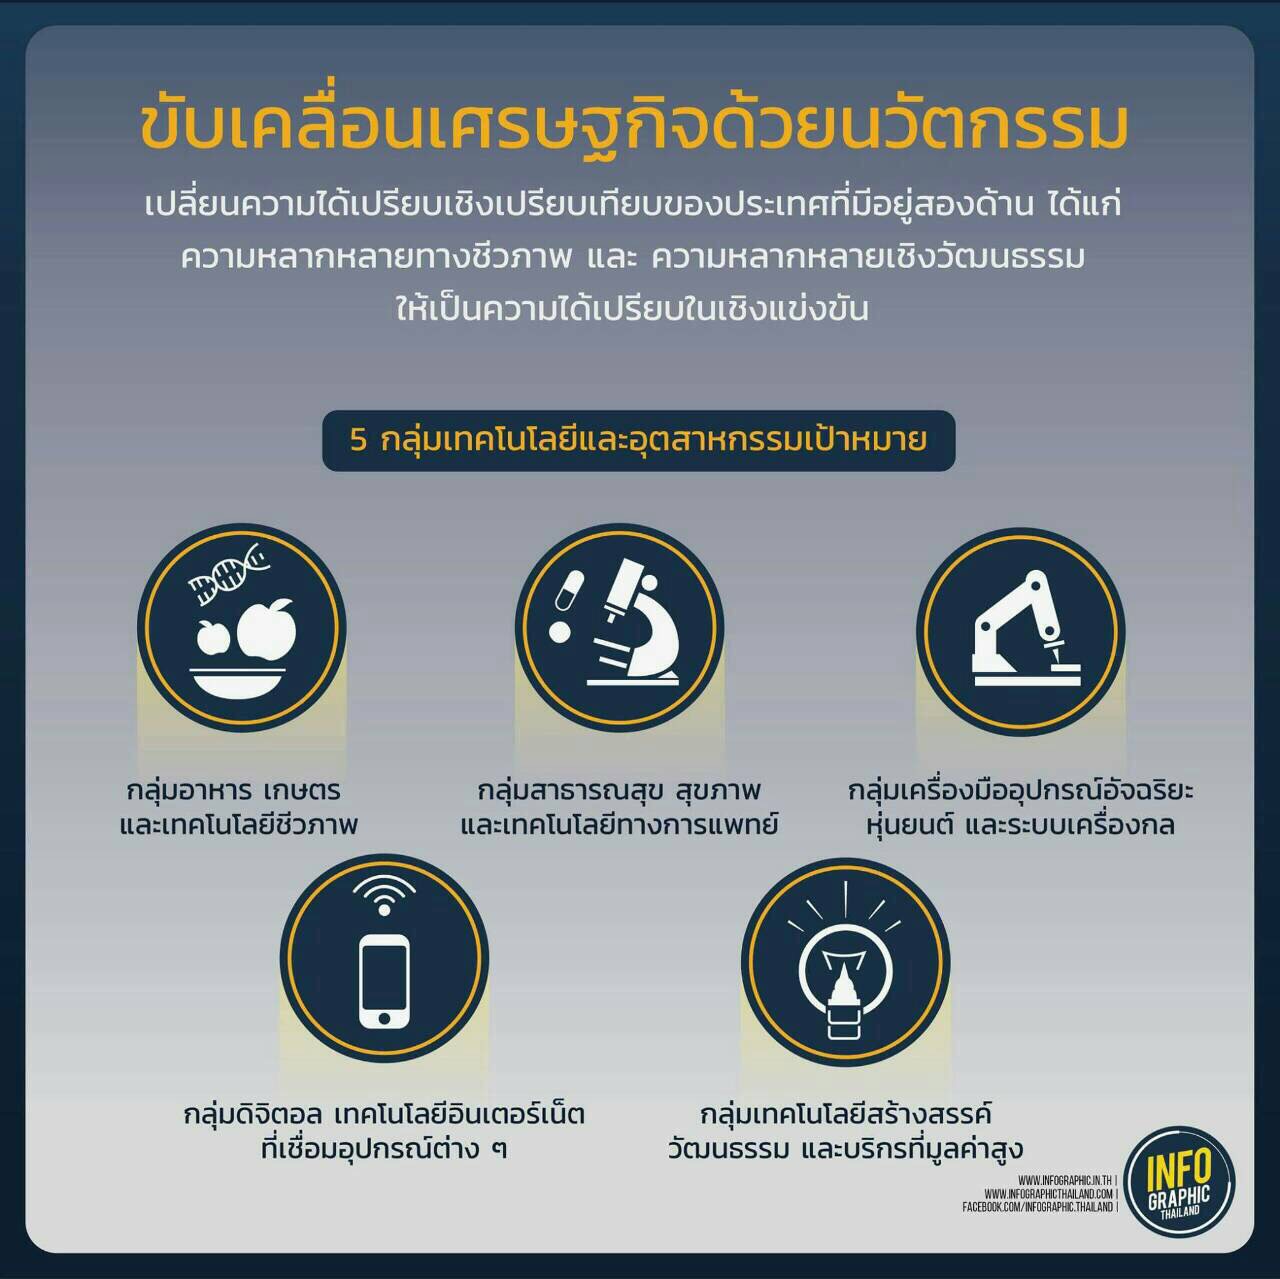 ขับเคลื่อนเศรษฐกิจด้วยนวัตกรรม
เปลี่ยนความได้เปรียบเชิงเปรียบเทียบของประเทศที่มีอยู่สองด้าน ได้แก่
ความหลากหลายทางชีวภาพ และ ความหลากหลายเชิงวัฒนธรรม
ให้เป็นความได้เปรียบในเชิงแข่งขัน
5 กลุ่มเทคโนโลยีและอุตสาหกรรมเป้าหมาย
กลุ่มอาหาร เกษตร
และเทคโนโลยีชีวภาพ
กลุ่มสาธารณสุข สุขภาพ
และเทคโนโลยีทางการแพทย์
กลุ่มเครื่องมืออุปกรณ์อัจฉริยะ
หุ่นยนต์ และระบบเครื่องกล
กลุ่มดิจิตอล เทคโนโลยีอินเตอร์เน็ต
ที่เชื่อมอุปกรณ์ต่าง ๆ
กลุ่มเทคโนโลยีสร้างสรรค์
วัฒนธรรม และบริกรที่มูลค่าสูง
WWW.INFOGRAPHIC.IN.TH |
WWW.INFOGRAPHICTHAILAND.COM |
FACEBOOK.COM/INFOGRAPHIC.THAILAND |
INFO
GRAPHIC
THAILAND